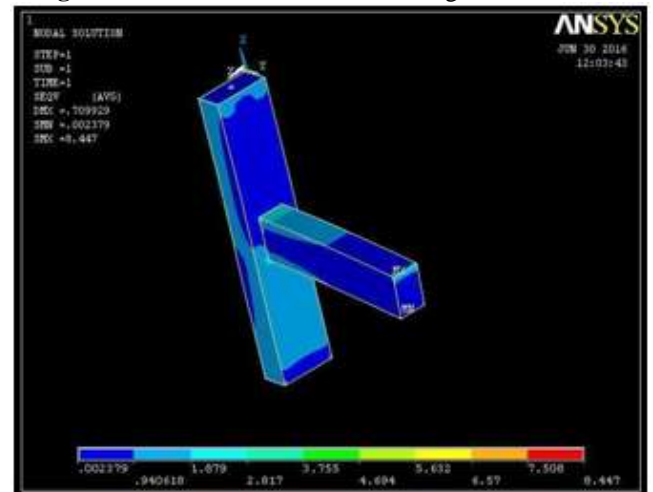 1
NODAL SOLUTION
STEP=1
SUB =1
TIME=1
SEQV (AVG)
DMX =.709929
SMN =.002379
SMX =8.447
ANSYS
JUN 30 2016
12:03:43
Z
Y
.002379 1.879 3.755 5.632 7.508
.940618 2.817 4.694 6.57 8.447